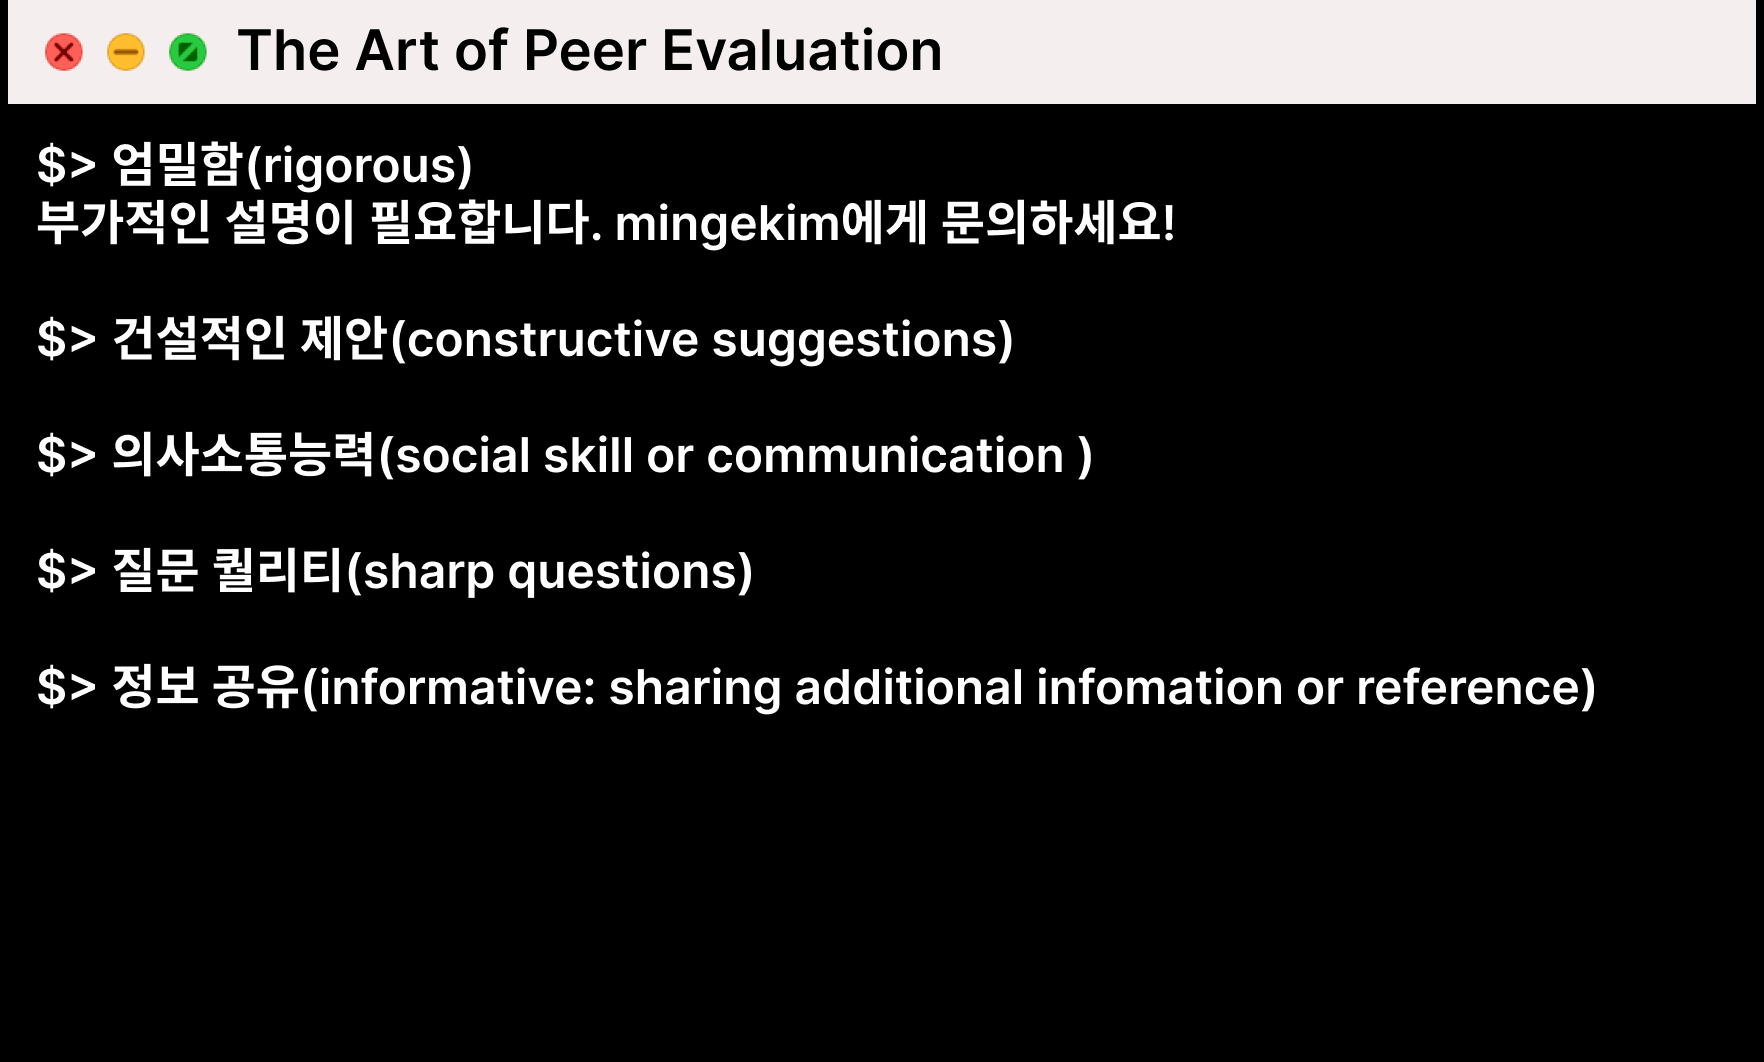 The Art of Peer Evaluation
$> 엄밀함(rigorous)
부가적인 설명이 필요합니다. mingekim에게 문의하세요!
$> 건설적인 제안(constructive suggestions)
$> 의사소통능력(social skill or communication )
$> 질문 퀄리티(sharp questions)
$> 정보 공유(informative: sharing additional infomation or reference)